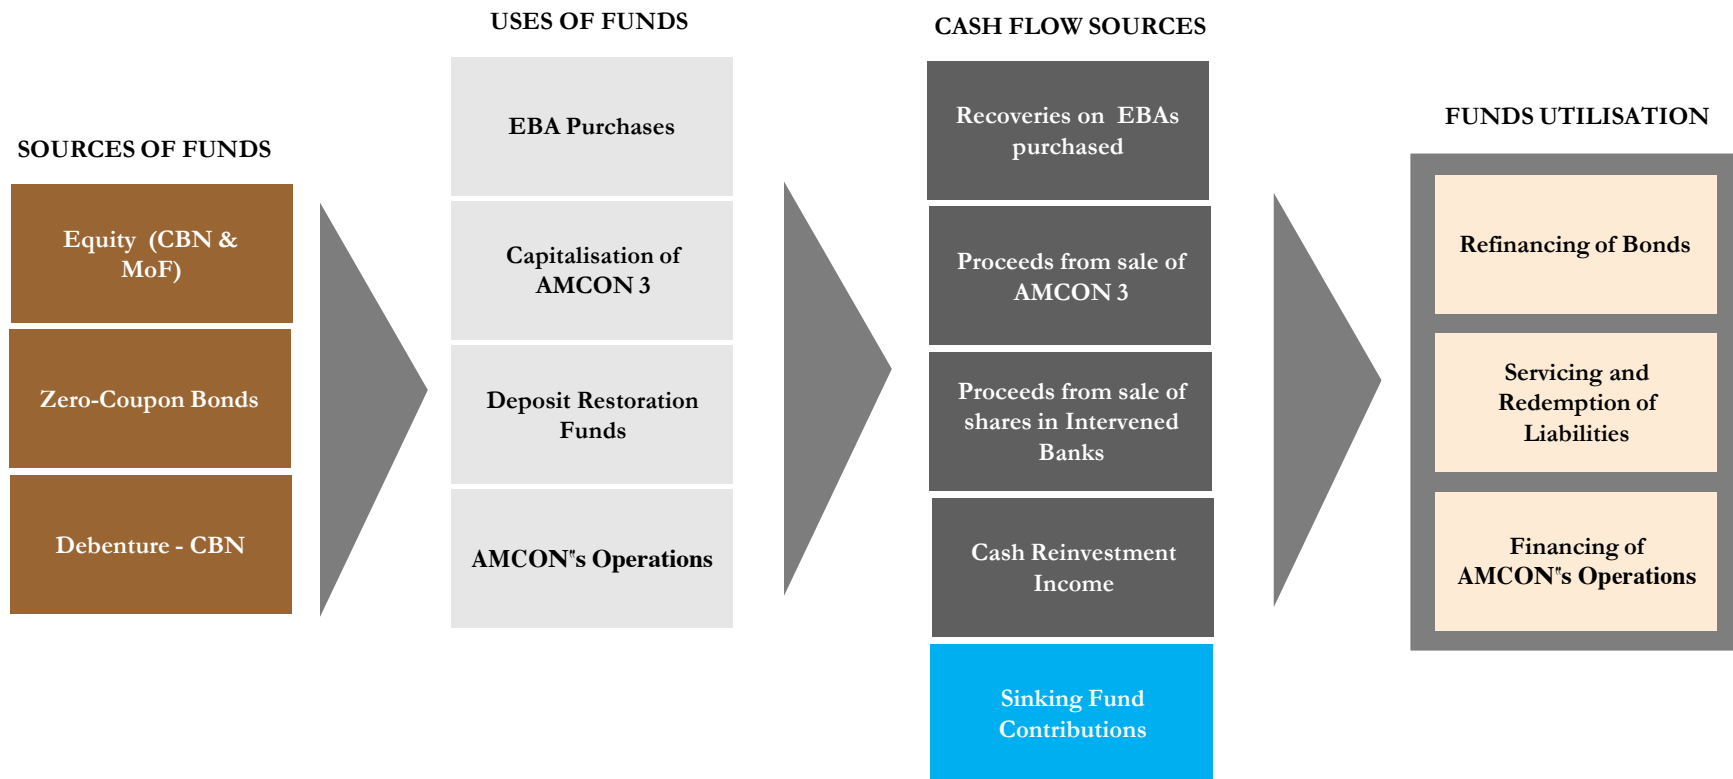 SOURCES OF FUNDS
Equity (CBN &
MoF)
Zero-Coupon Bonds
Debenture - CBN
USES OF FUNDS
EBA Purchases
Capitalisation of
AMCON 3
Deposit Restoration
Funds
AMCON‟s Operations
CASH FLOW SOURCES
Recoveries on EBAs
purchased
Proceeds from sale of
AMCON 3
Proceeds from sale of
shares in Intervened
Banks
Cash Reinvestment
Income
Sinking Fund
Contributions
FUNDS UTILISATION
Refinancing of Bonds
Servicing and
Redemption of
Liabilities
Financing of
AMCON‟s Operations